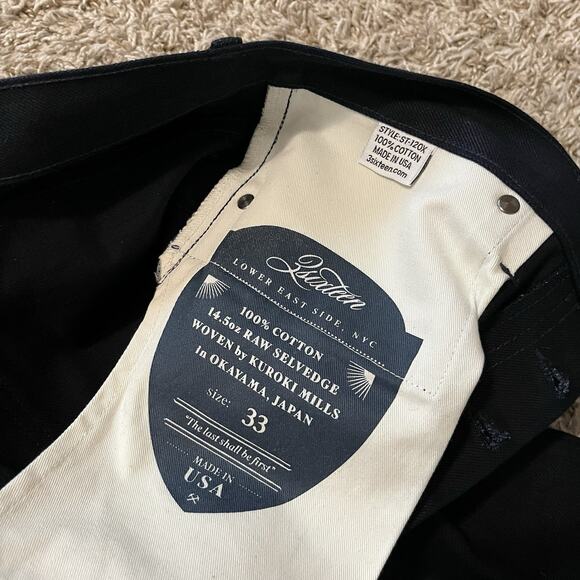 STYLE: ST-120X
100% COTTON
MADE IN USA
3sixteen.com
3sixteen
LOWER EAST SIDE, NYC
100% COTTON
14.5oz RAW SELVEDGE
WOVEN by KUROKI MILLS
In OKAYAMA, JAPAN
size: 33
"The last shall be first"
MADE IN
USA